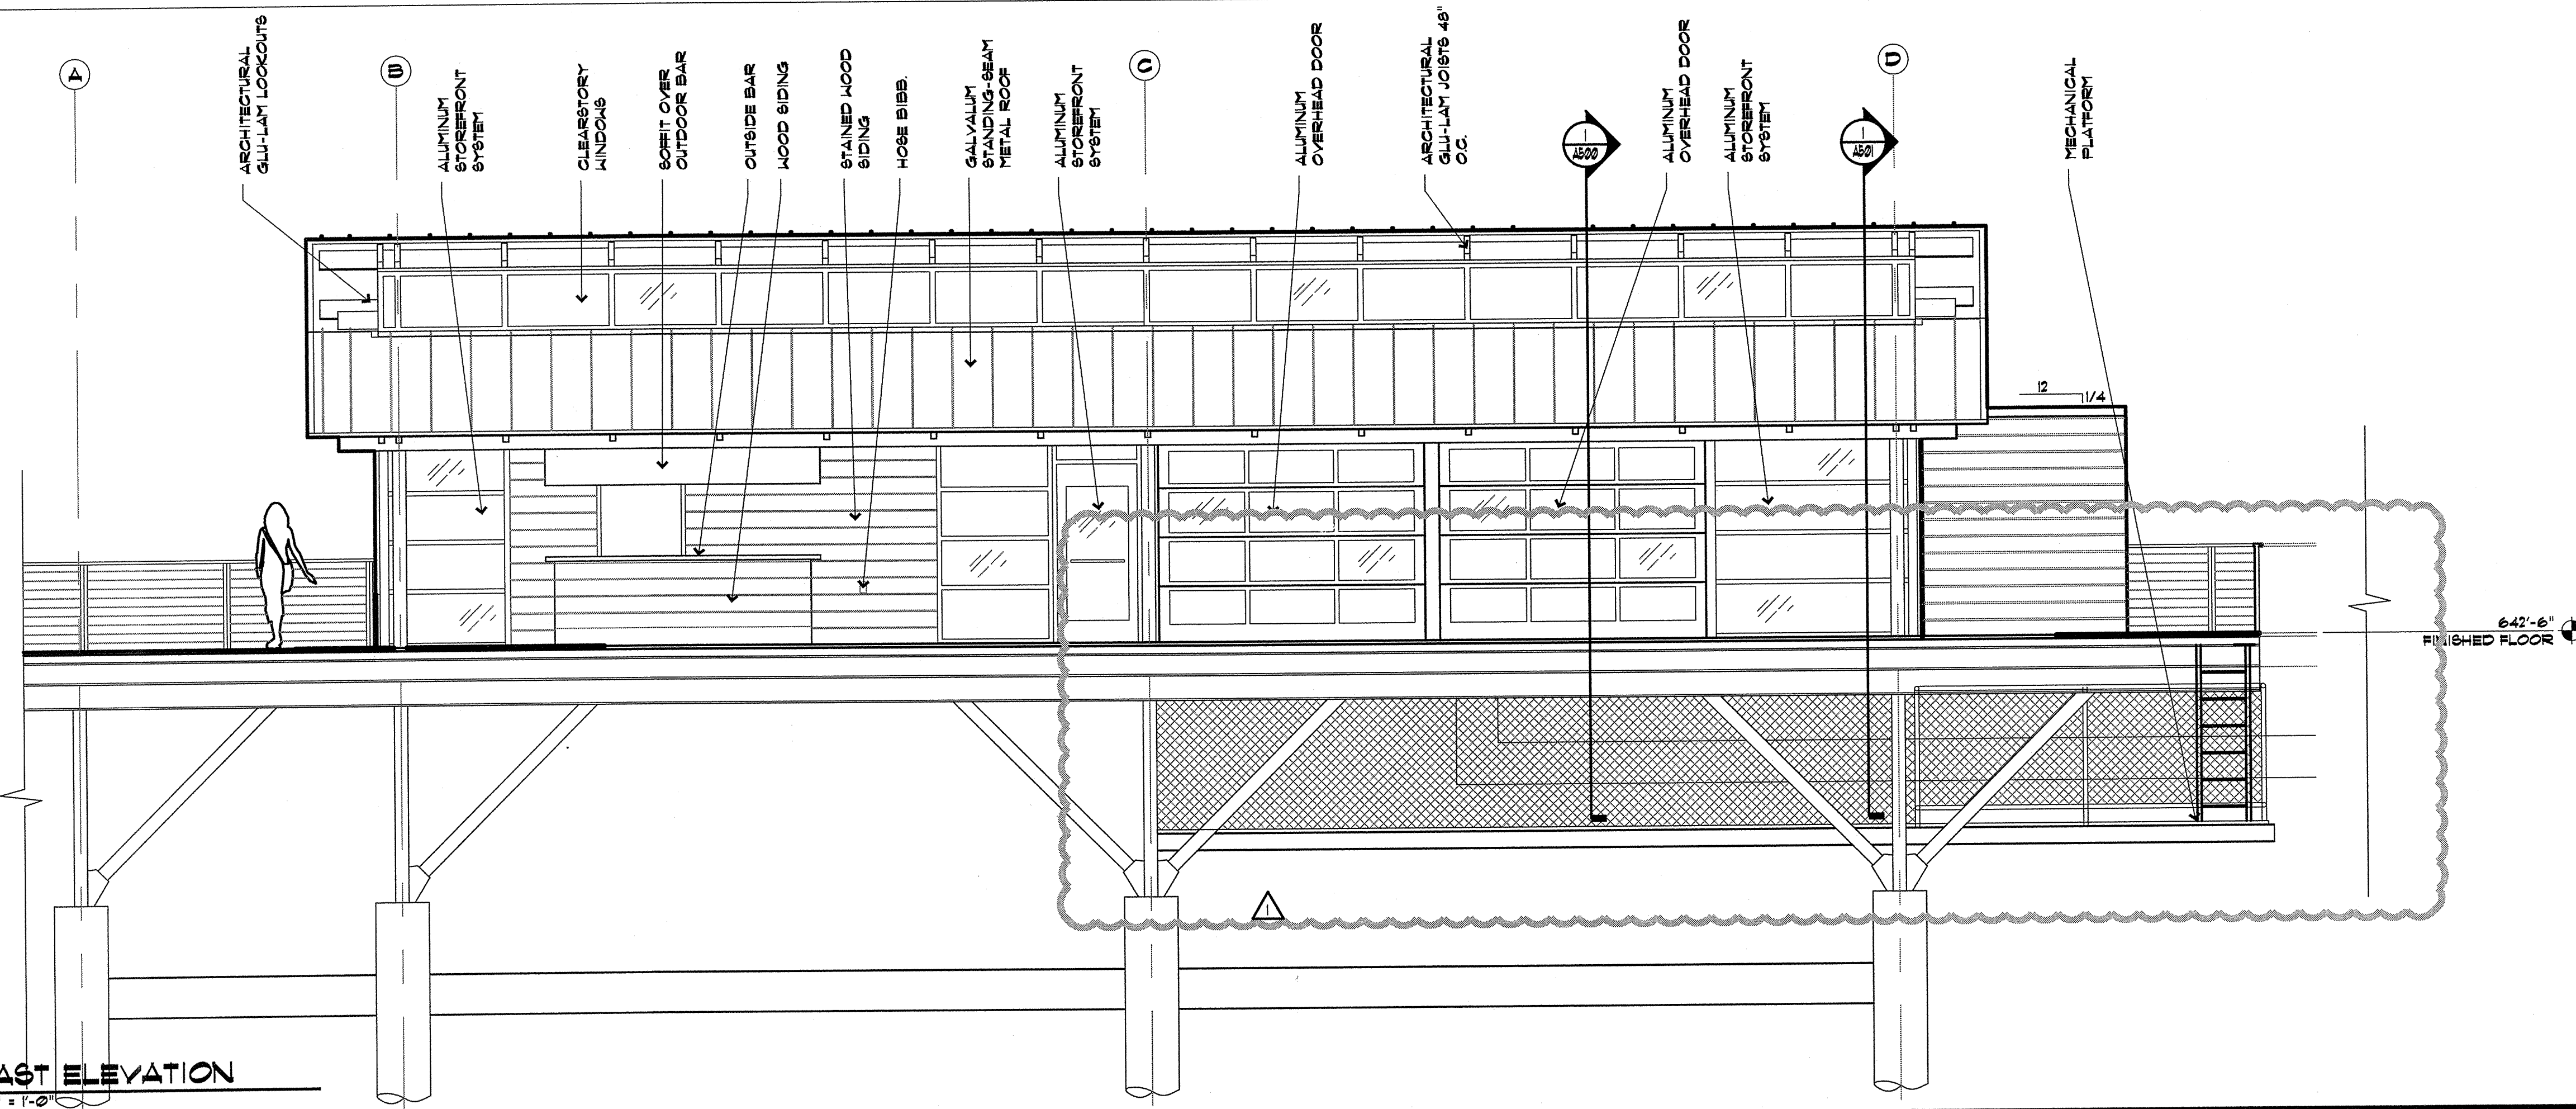 A
B
C
D
ARCHITECTURAL
GLU-LAM LOOKOUTS
ALUMINUM
STOREFRONT
SYSTEM
CLEARSTORY
WINDOWS
SOFFIT OVER
OUTDOOR BAR
OUTSIDE BAR
WOOD SIDING
STAINED WOOD
SIDING
HOSE BIBB.
GALVALUM
STANDING-SEAM
METAL ROOF
ALUMINUM
STOREFRONT
SYSTEM
ALUMINUM
OVERHEAD DOOR
ARCHITECTURAL
GLU-LAM JOISTS 48"
O.C.
1
A500
ALUMINUM
OVERHEAD DOOR
ALUMINUM
STOREFRONT
SYSTEM
1
A501
MECHANICAL
PLATFORM
12
1/4
642'-6"
FINISHED FLOOR
1
AST ELEVATION
= 1'-0"